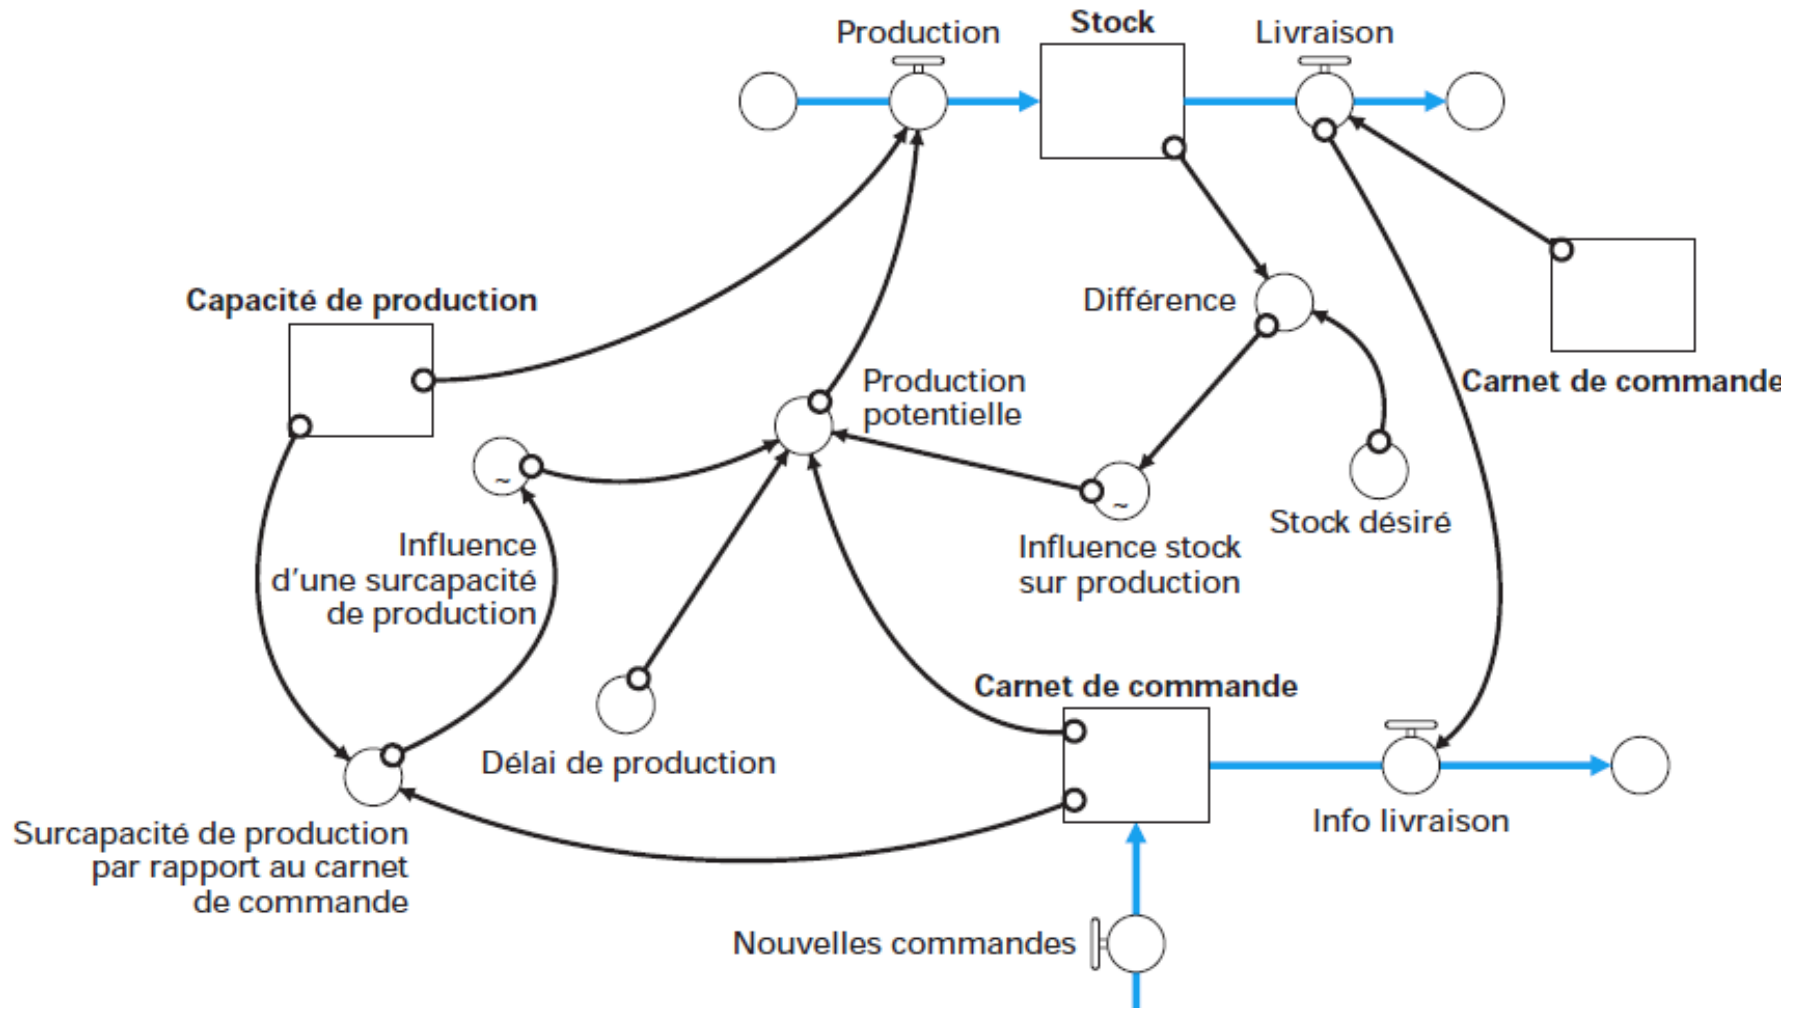 Production
Stock
Livraison
Capacité de production
Différence
Production
potentielle
Carnet de commande
~
~
Stock désiré
Influence
d’une surcapacité
de production
Influence stock
sur production
Carnet de commande
Délai de production
Info livraison
Surcapacité de production
par rapport au carnet
de commande
Nouvelles commandes